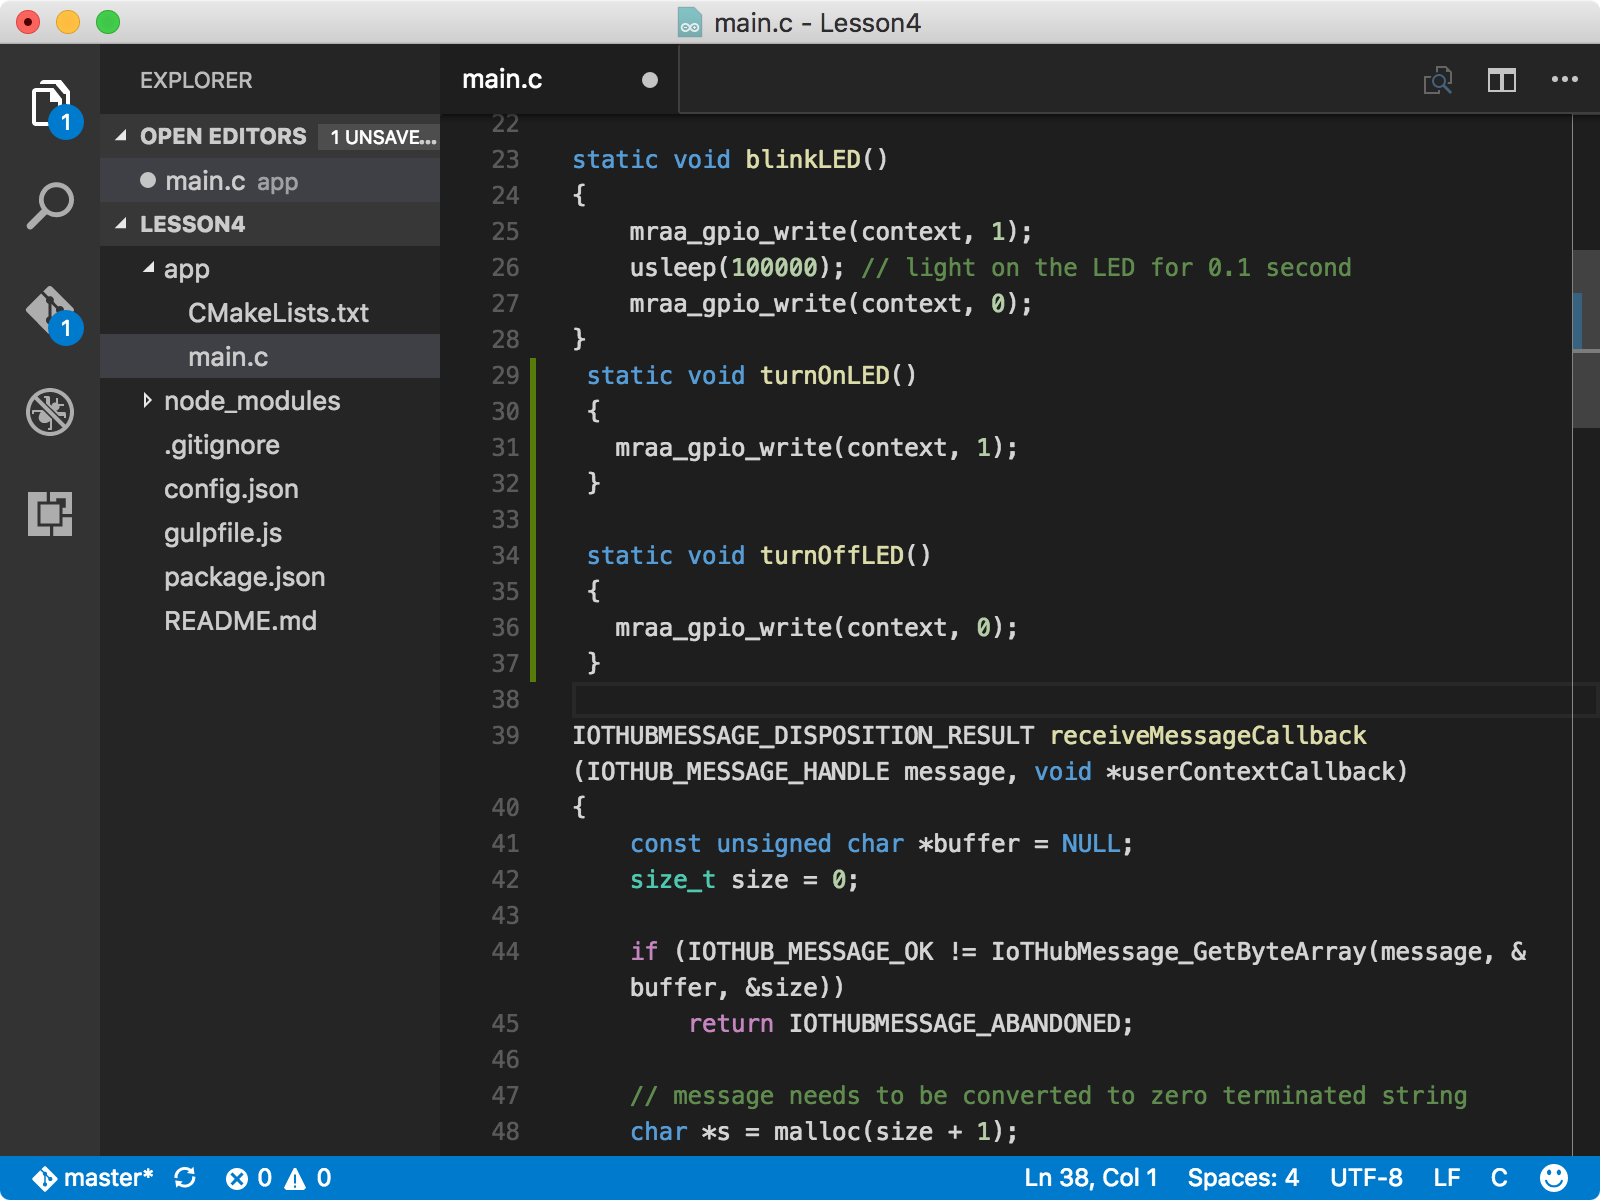 main.c - Lesson4
EXPLORER
OPEN EDITORS 1 UNSAVE...
main.c app
LESSON4
app
CMakeLists.txt
main.c
node_modules
.gitignore
config.json
gulpfile.js
package.json
README.md
1
1
main.c
22
23 static void blinkLED()
24 {
25     mraa_gpio_write(context, 1);
26     usleep(100000); // light on the LED for 0.1 second
27     mraa_gpio_write(context, 0);
28 }
29  static void turnOnLED()
30  {
31    mraa_gpio_write(context, 1);
32  }
33
34  static void turnOffLED()
35  {
36    mraa_gpio_write(context, 0);
37  }
38
39 IOTHUBMESSAGE_DISPOSITION_RESULT receiveMessageCallback
(IOTHUB_MESSAGE_HANDLE message, void *userContextCallback)
40 {
41     const unsigned char *buffer = NULL;
42     size_t size = 0;
43
44     if (IOTHUB_MESSAGE_OK != IoTHubMessage_GetByteArray(message, &
buffer, &size))
45         return IOTHUBMESSAGE_ABANDONED;
46
47     // message needs to be converted to zero terminated string
48     char *s = malloc(size + 1);
master* 0 0 Ln 38, Col 1 Spaces: 4 UTF-8 LF C